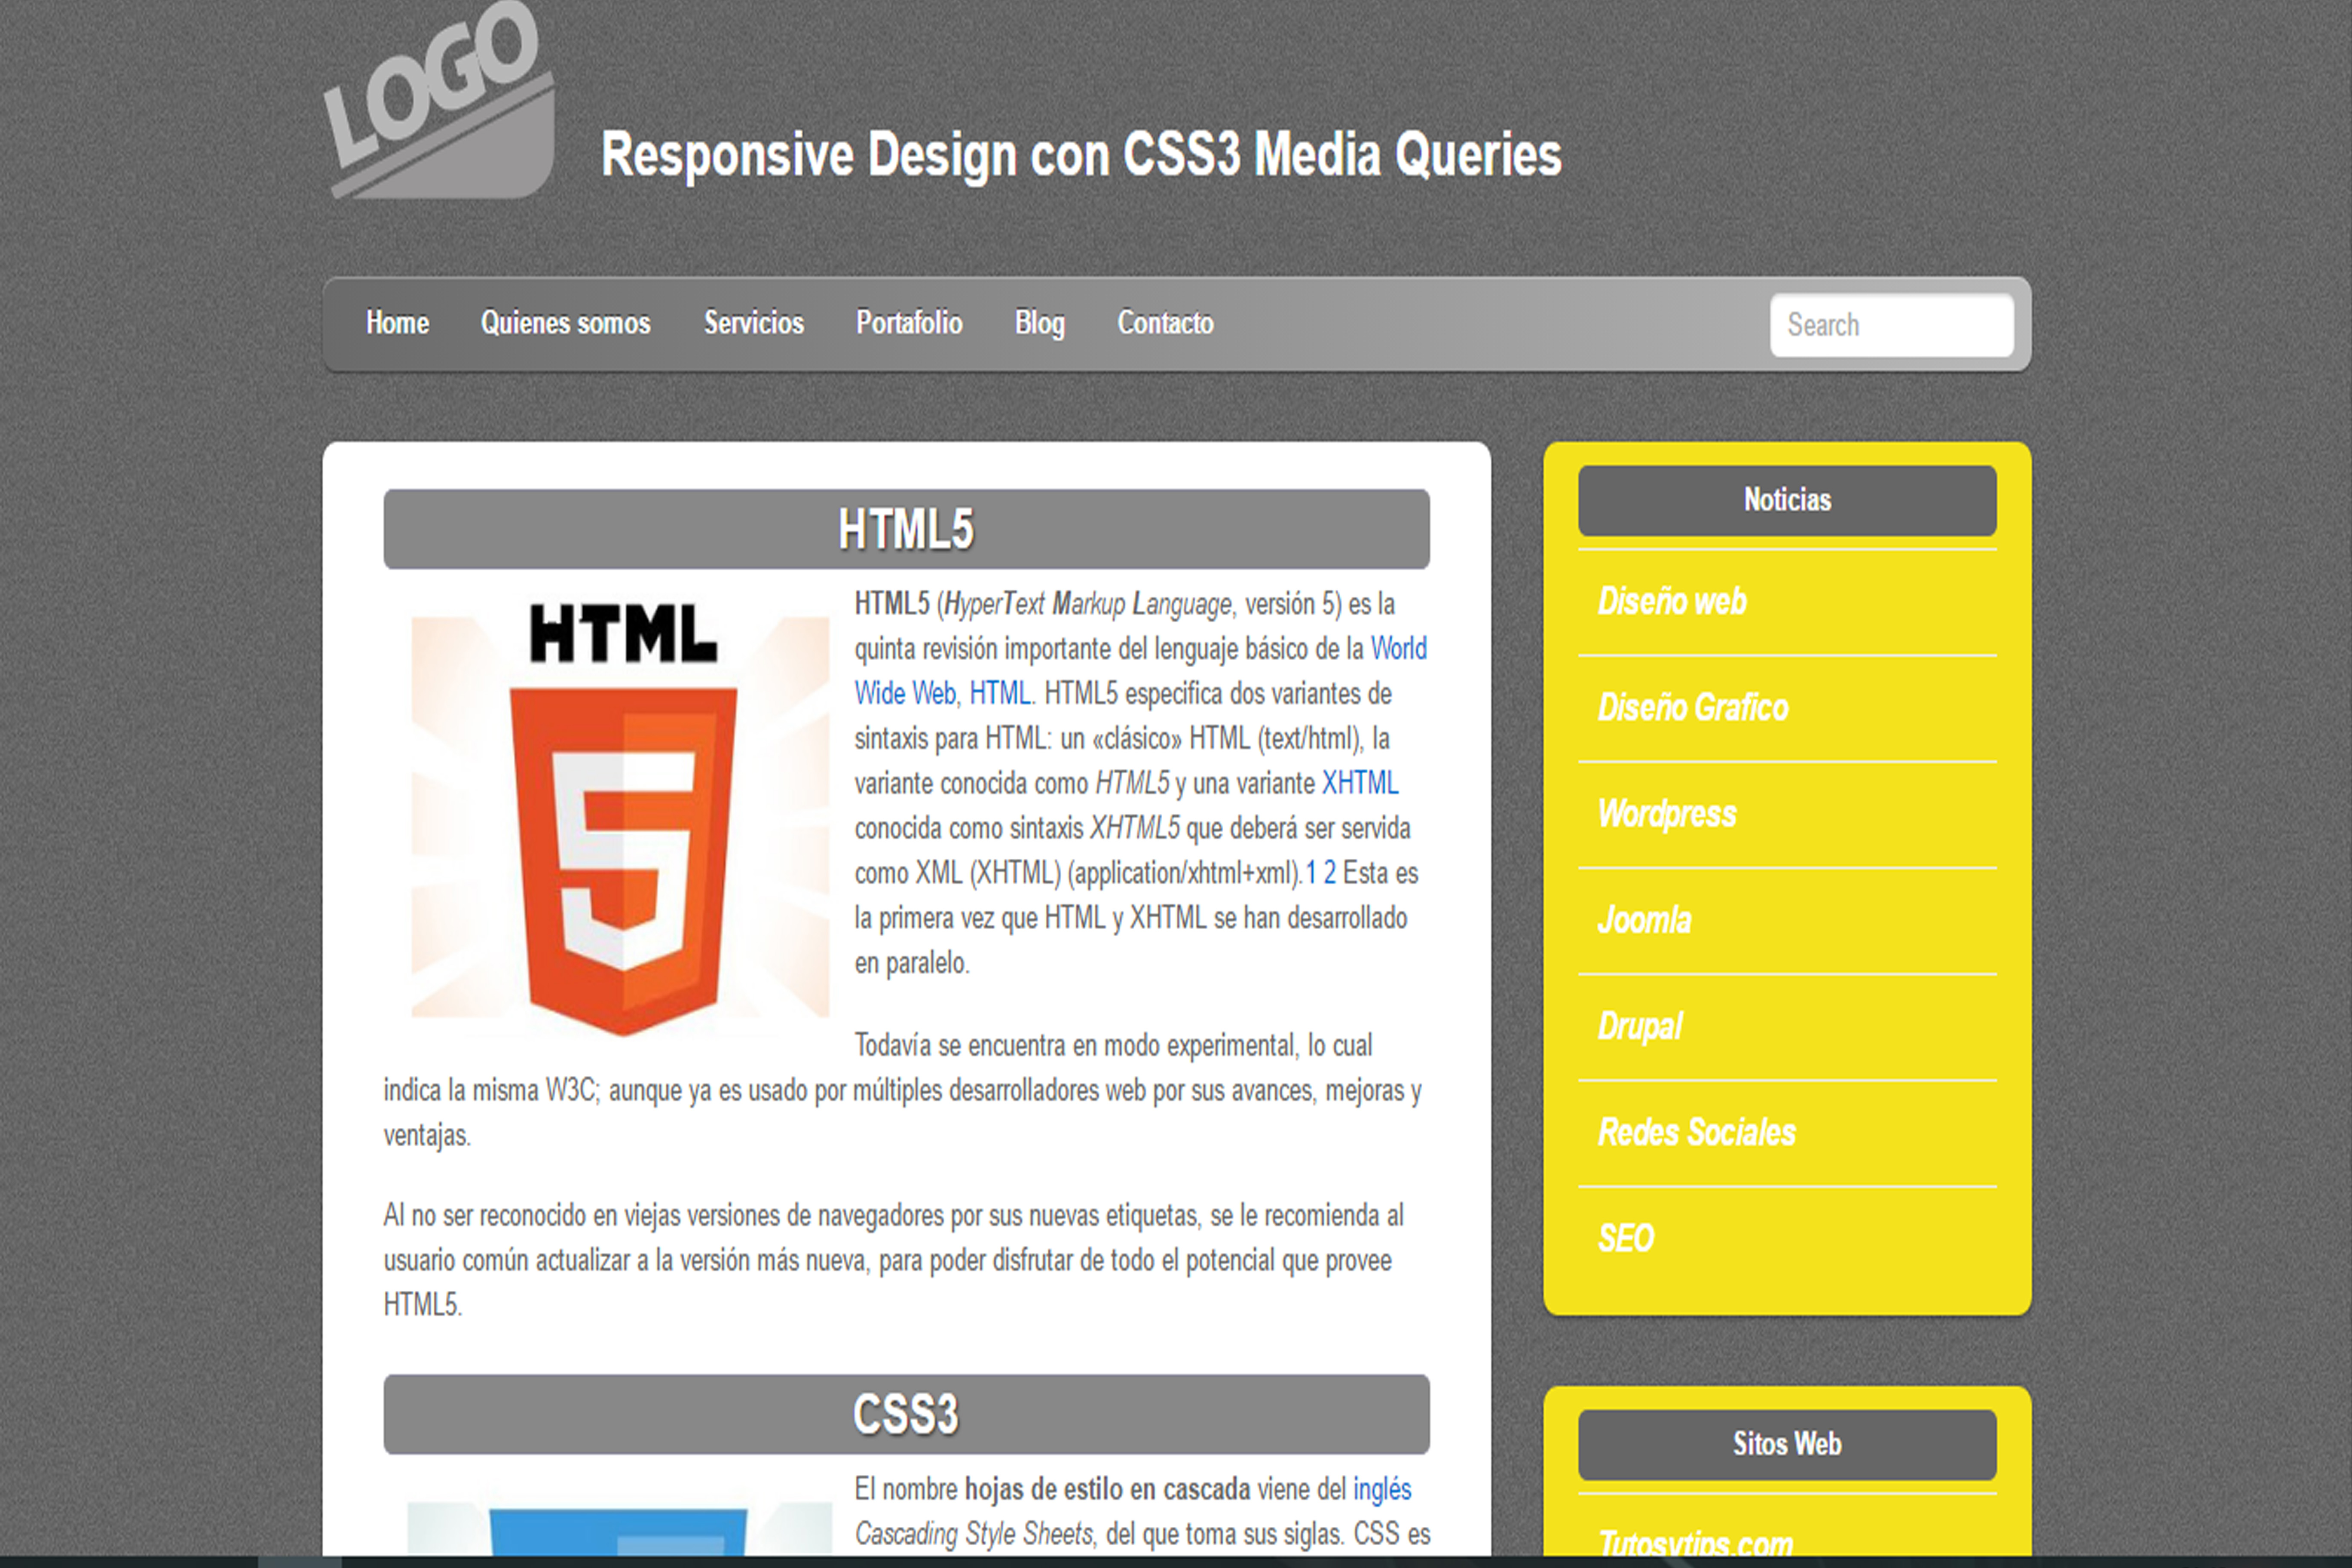 LOGO
Responsive Design con CSS3 Media Queries
Home Quienes somos Servicios Portafolio Blog Contacto Search
HTML5
HTML
5
HTML5 (HyperText Markup Language, versión 5) es la
quinta revisión importante del lenguaje básico de la World
Wide Web, HTML. HTML5 especifica dos variantes de
sintaxis para HTML: un «clásico» HTML (text/html), la
variante conocida como HTML5 y una variante XHTML
conocida como sintaxis XHTML5 que deberá ser servida
como XML (XHTML) (application/xhtml+xml).1 2 Esta es
la primera vez que HTML y XHTML se han desarrollado
en paralelo.
Todavía se encuentra en modo experimental, lo cual
indica la misma W3C; aunque ya es usado por múltiples desarrolladores web por sus avances, mejoras y
ventajas.
Al no ser reconocido en viejas versiones de navegadores por sus nuevas etiquetas, se le recomienda al
usuario común actualizar a la versión más nueva, para poder disfrutar de todo el potencial que provee
HTML5.
CSS3
El nombre hojas de estilo en cascada viene del inglés
Cascading Style Sheets, del que toma sus siglas. CSS es
Noticias
Diseño web
Diseño Grafico
Wordpress
Joomla
Drupal
Redes Sociales
SEO
Sitos Web
Tutosytips.com